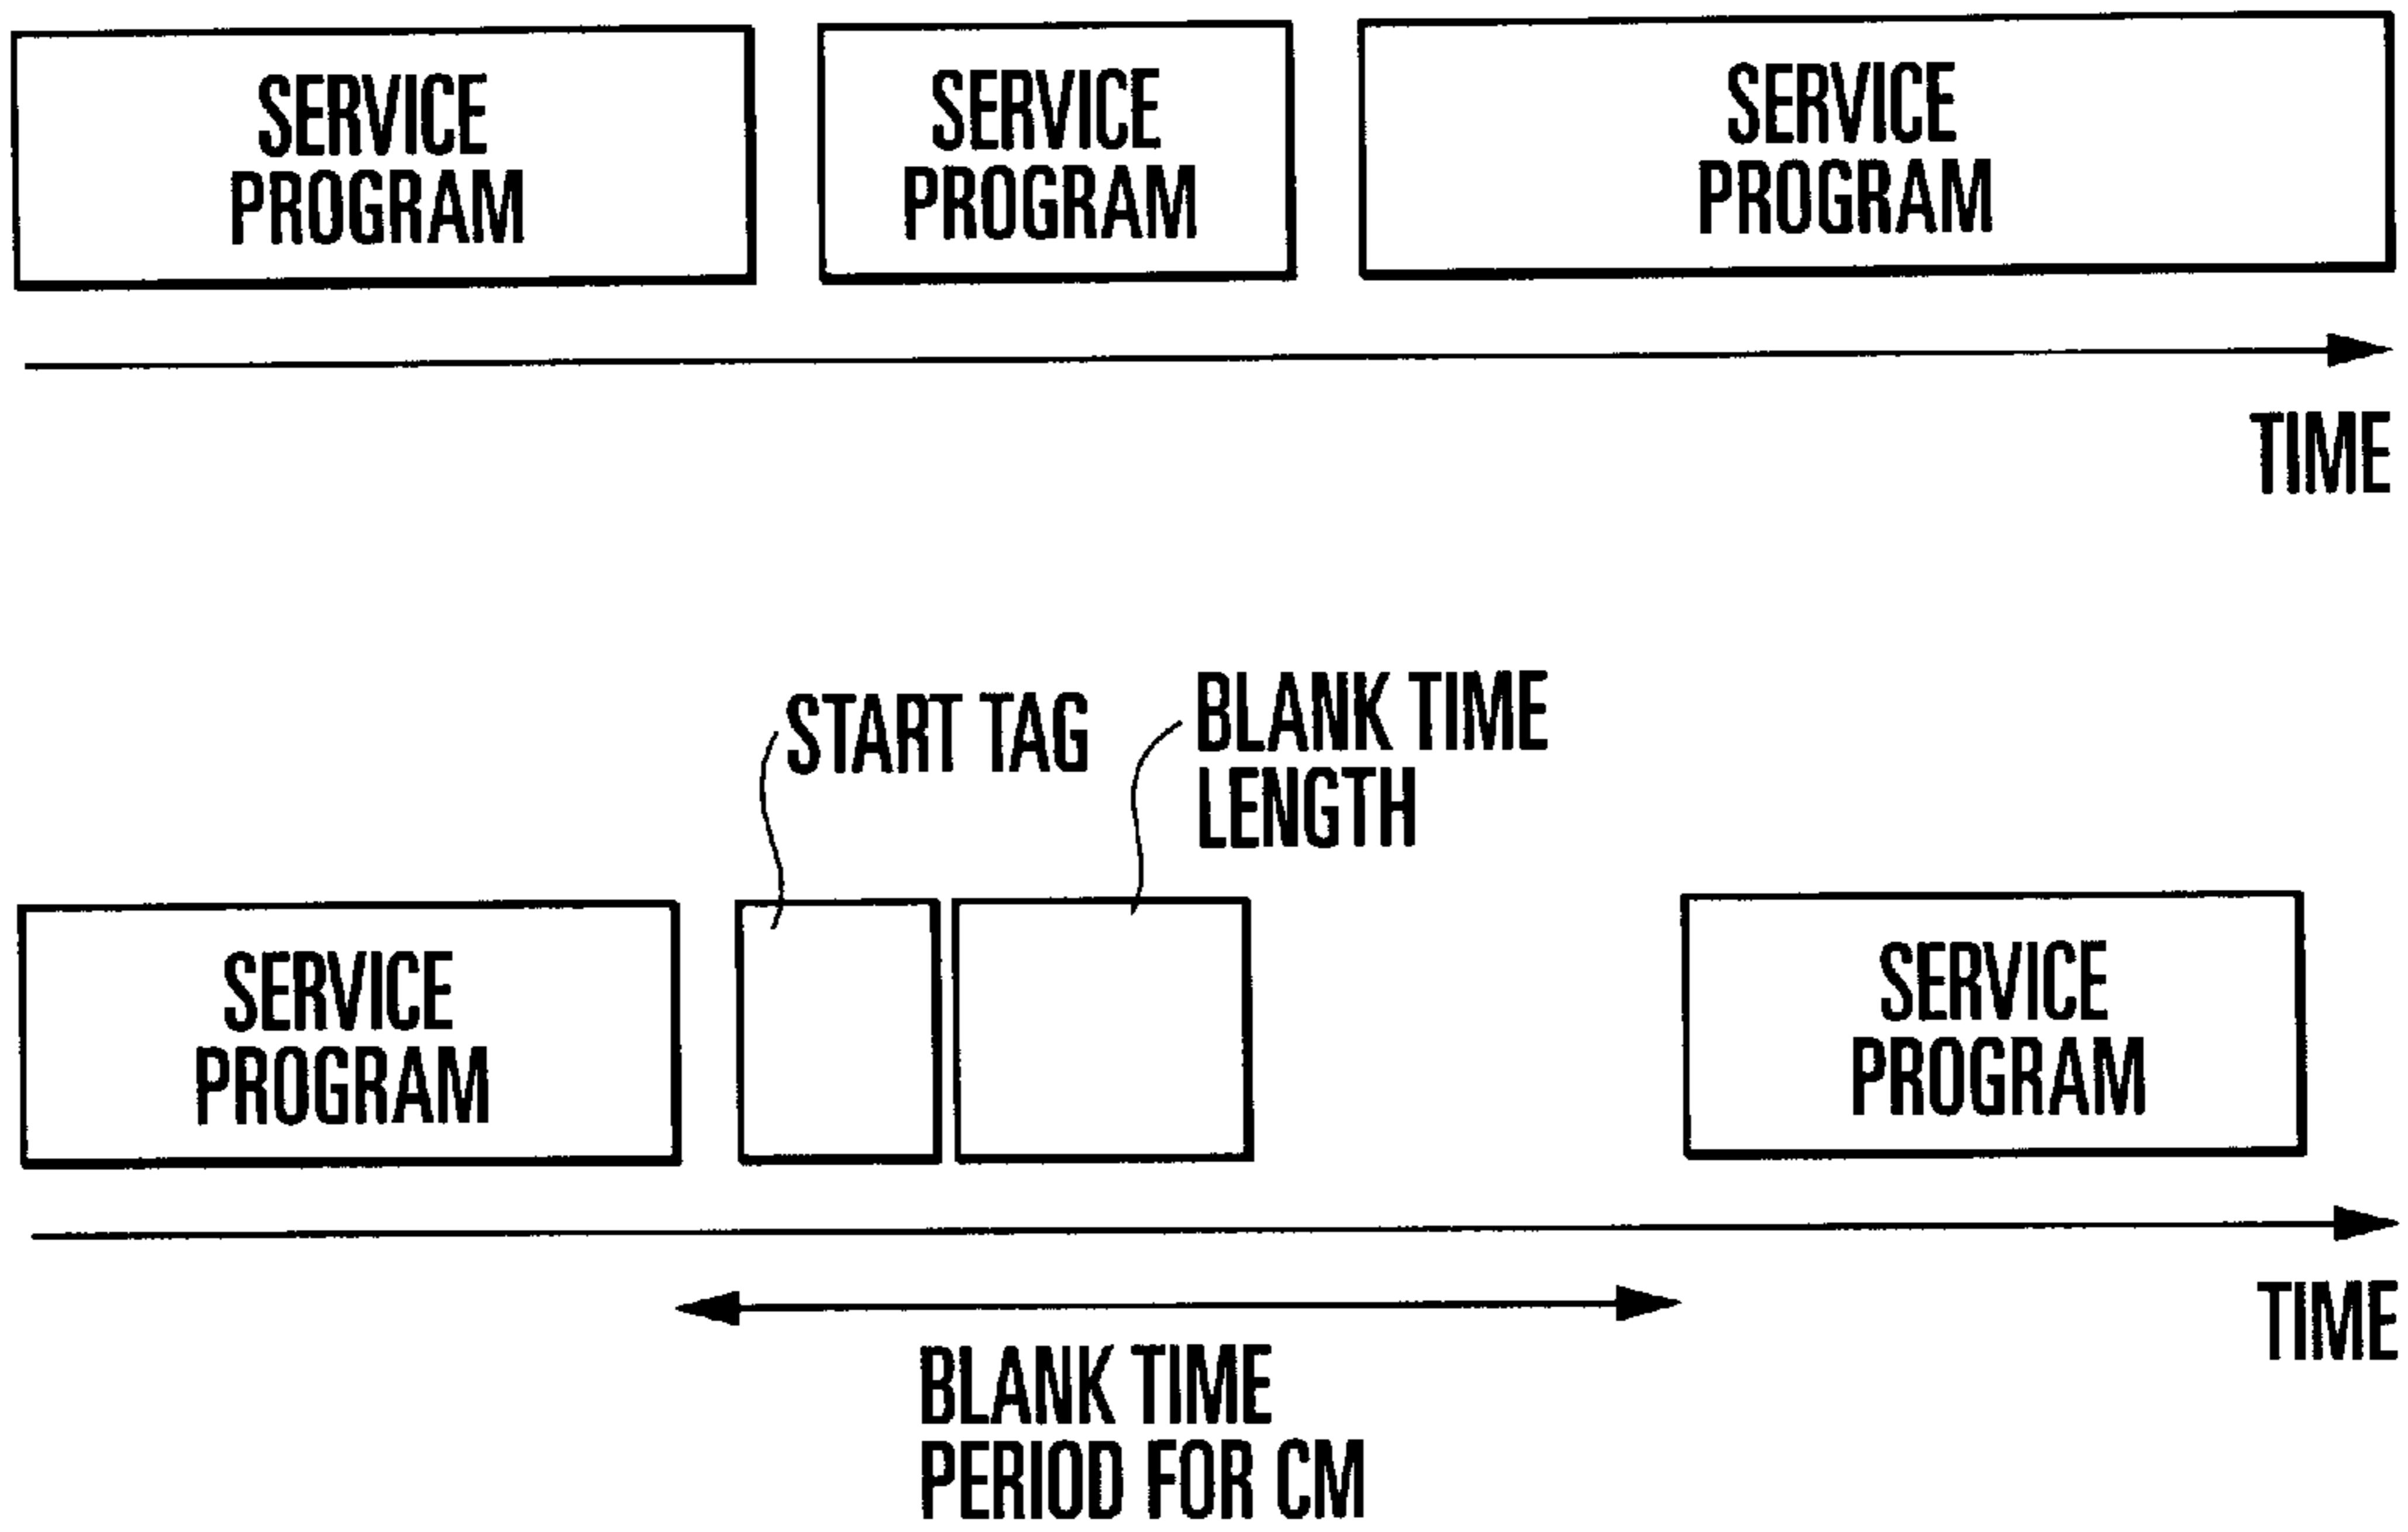 SERVICE
PROGRAM
SERVICE
PROGRAM
SERVICE
PROGRAM
TIME
START TAG
BLANK TIME
LENGTH
SERVICE
PROGRAM
SERVICE
PROGRAM
TIME
BLANK TIME
PERIOD FOR CM